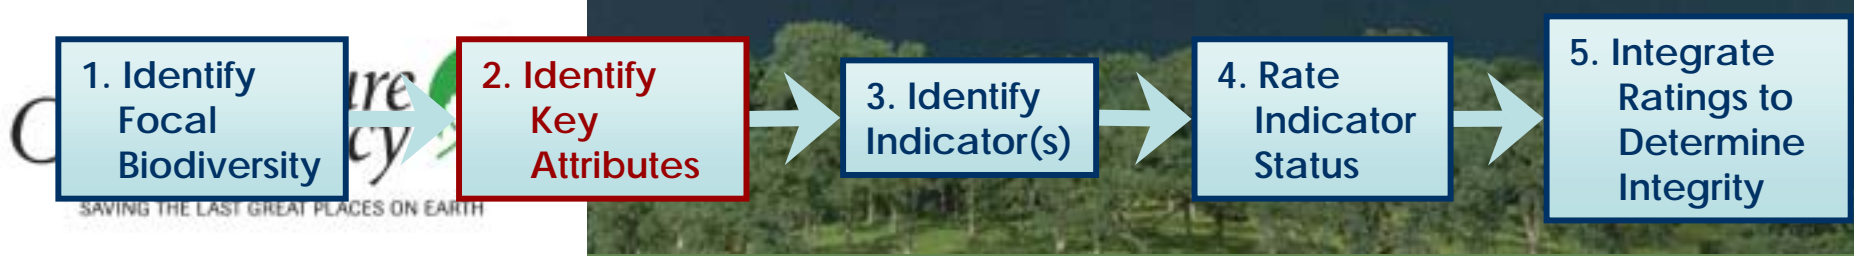 1. Identify
Focal
Biodiversity
2. Identify
Key
Attributes
3. Identify
Indicator(s)
4. Rate
Indicator
Status
5. Integrate
Ratings to
Determine
Integrity
SAVING THE LAST GREAT PLACES ON EARTH